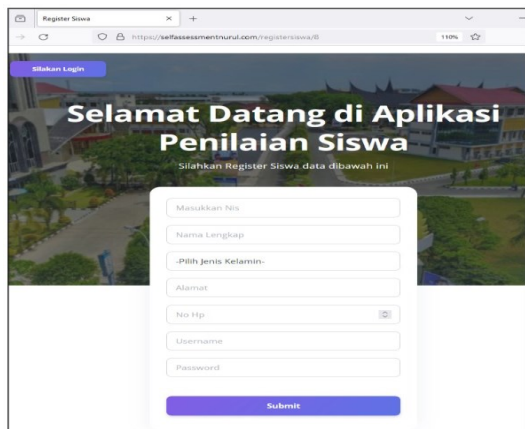 Register Siswa
https://selfassessmentnurul.com/registersiswa/0
110%
Silakan Login
Selamat Datang di Aplikasi
Penilaian Siswa
Silahkan Register Siswa data dibawah ini
Masukkan Nis
Nama Lengkap
-Pilih Jenis Kelamin-
Alamat
No Hp
Username
Password
Submit